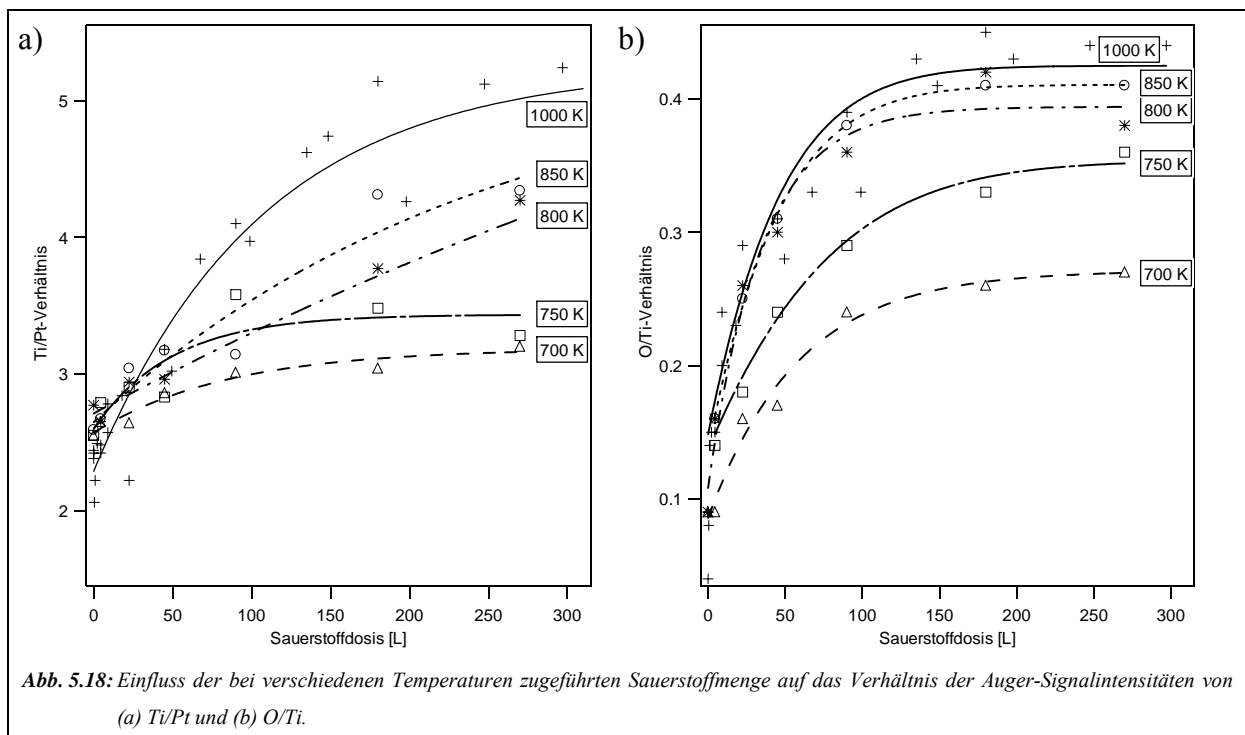 a)
Ti/Pt-Verhältnis
5
4
3
2
1000 K
850 K
800 K
750 K
700 K
0 50 100 150 200 250 300
Sauerstoffdosis [L]
b)
O/Ti-Verhältnis
0.4
0.3
0.2
0.1
1000 K
850 K
800 K
750 K
700 K
0 50 100 150 200 250 300
Sauerstoffdosis [L]
Abb. 5.18: Einfluss der bei verschiedenen Temperaturen zugeführten Sauerstoffmenge auf das Verhältnis der Auger-Signalintensitäten von
(a) Ti/Pt und (b) O/Ti.